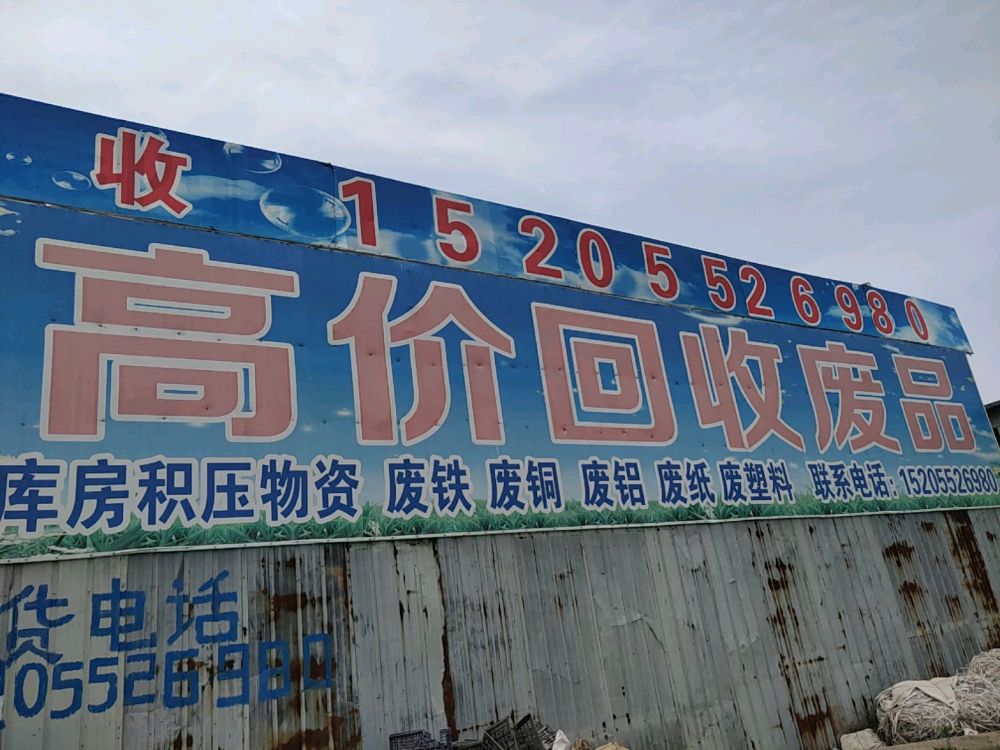 收 15205526980
高价回收废品
库房积压物资 废铁 废铜 废铝 废纸 废塑料 联系电话:15205526980
货电话
205526980